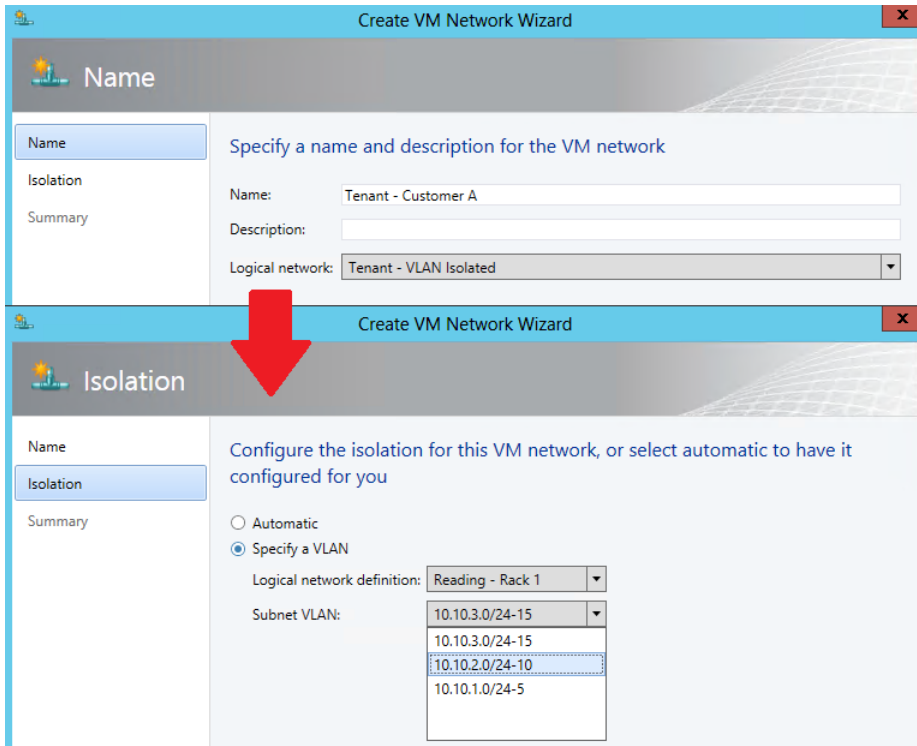 Create VM Network Wizard
x
Name
Name
Isolation
Summary
Specify a name and description for the VM network
Name: Tenant - Customer A
Description:
Logical network: Tenant - VLAN Isolated
Create VM Network Wizard
x
Isolation
Name
Isolation
Summary
Configure the isolation for this VM network, or select automatic to have it
configured for you
Automatic
Specify a VLAN
Logical network definition: Reading - Rack 1
Subnet VLAN: 10.10.3.0/24-15
10.10.3.0/24-15
10.10.2.0/24-10
10.10.1.0/24-5